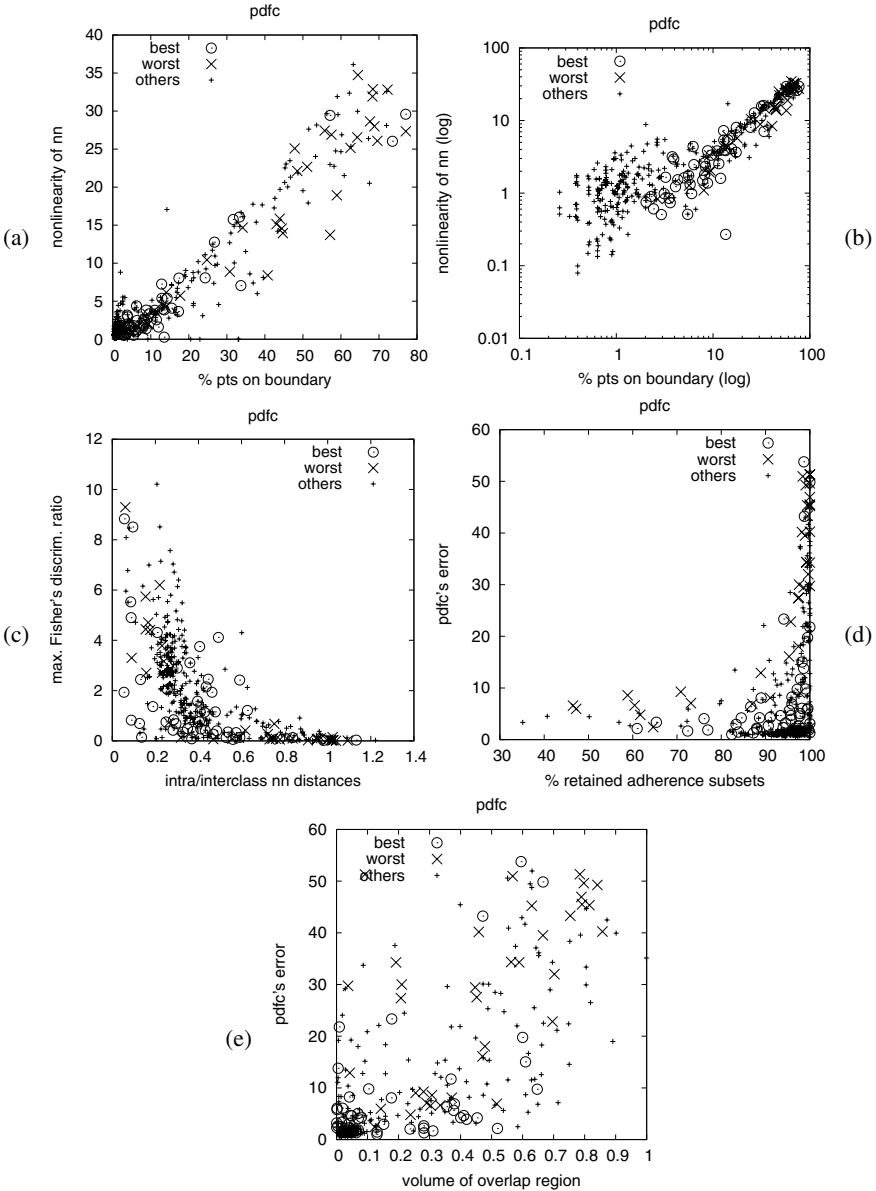 pdfc
nonlinearity of nn
40
35
30
25
20
15
10
5
0
best
worst
others
0 10 20 30 40 50 60 70 80
% pts on boundary
(a)
pdfc
nonlinearity of nn (log)
100
10
1
0.1
0.01
best
worst
others
0.1 1 10 100
% pts on boundary (log)
(b)
pdfc
max. Fisher's discrim. ratio
12
10
8
6
4
2
0
best
worst
others
0 0.2 0.4 0.6 0.8 1 1.2 1.4
intra/interclass nn distances
(c)
pdfc
pdfc's error
60
50
40
30
20
10
0
best
worst
others
30 40 50 60 70 80 90 100
% retained adherence subsets
(d)
pdfc
pdfc's error
60
50
40
30
20
10
0
best
worst
others
0 0.1 0.2 0.3 0.4 0.5 0.6 0.7 0.8 0.9 1
volume of overlap region
(e)